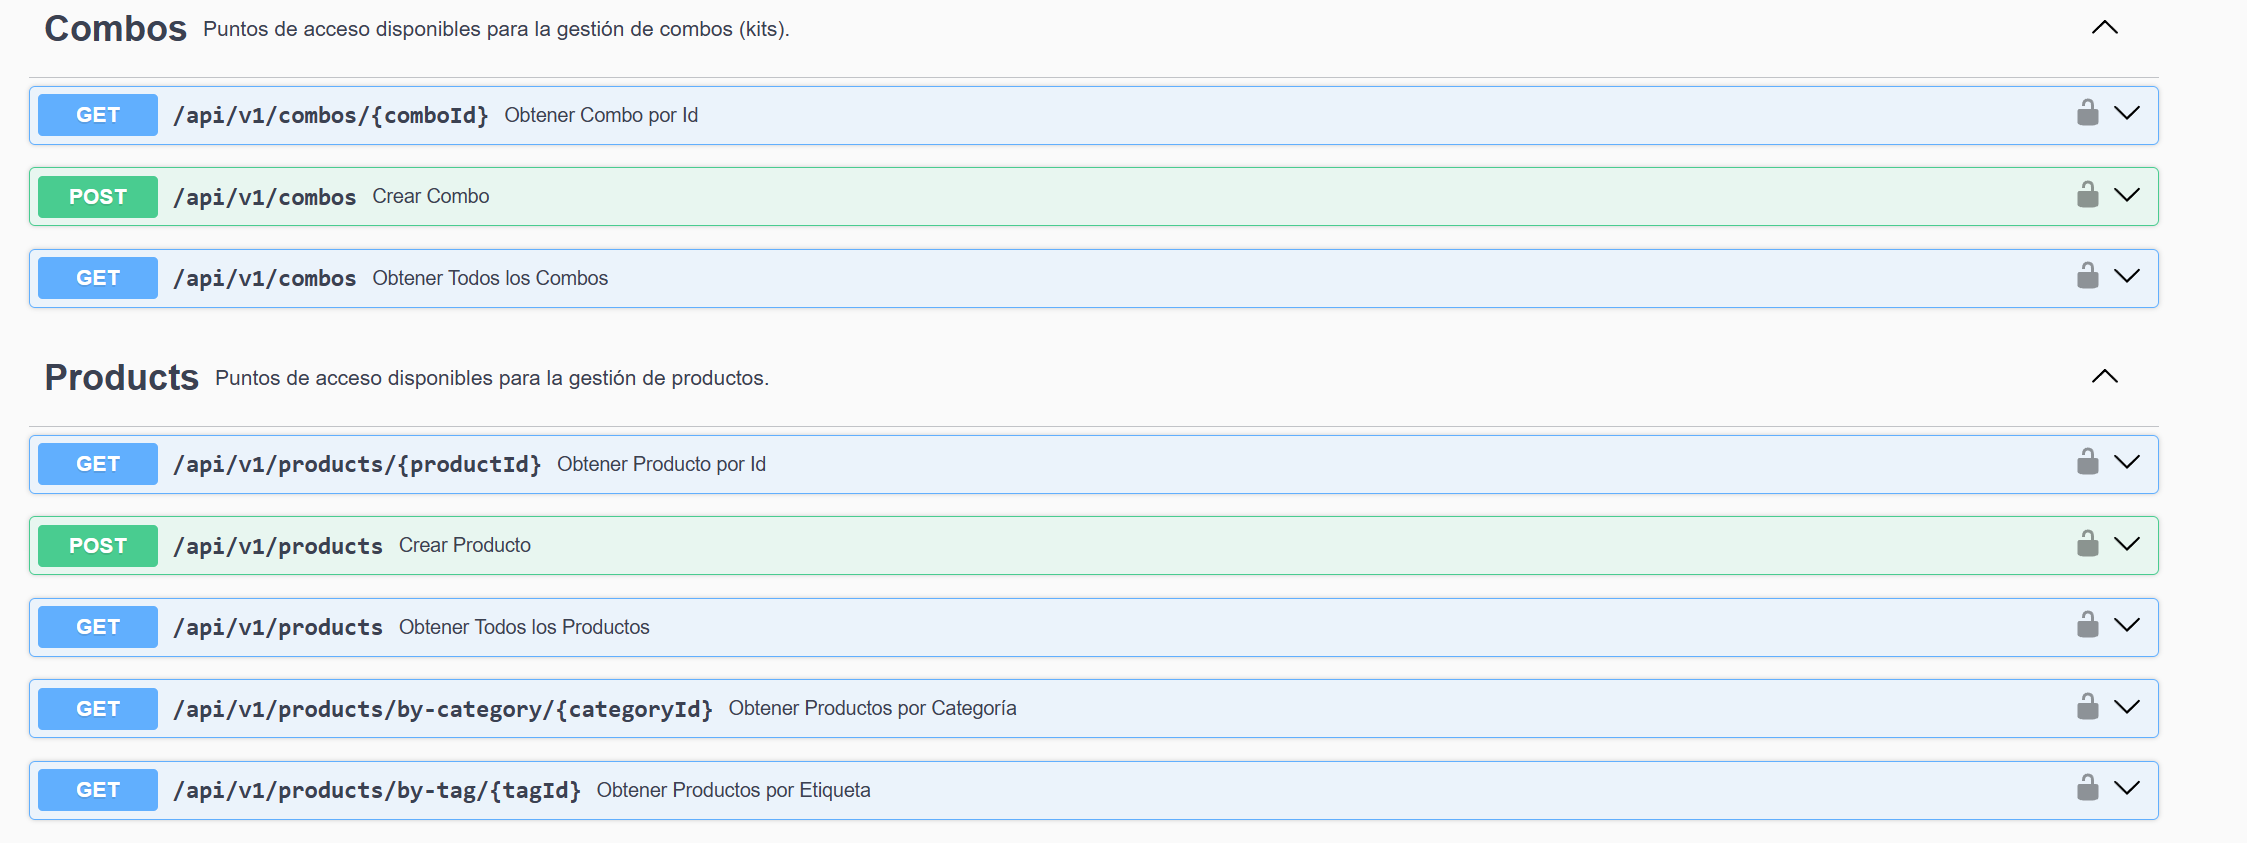 Combos Puntos de acceso disponibles para la gestión de combos (kits).
GET /api/v1/combos/{comboId} Obtener Combo por Id
POST /api/v1/combos Crear Combo
GET /api/v1/combos Obtener Todos los Combos
Products Puntos de acceso disponibles para la gestión de productos.
GET /api/v1/products/{productId} Obtener Producto por Id
POST /api/v1/products Crear Producto
GET /api/v1/products Obtener Todos los Productos
GET /api/v1/products/by-category/{categoryId} Obtener Productos por Categoría
GET /api/v1/products/by-tag/{tagId} Obtener Productos por Etiqueta